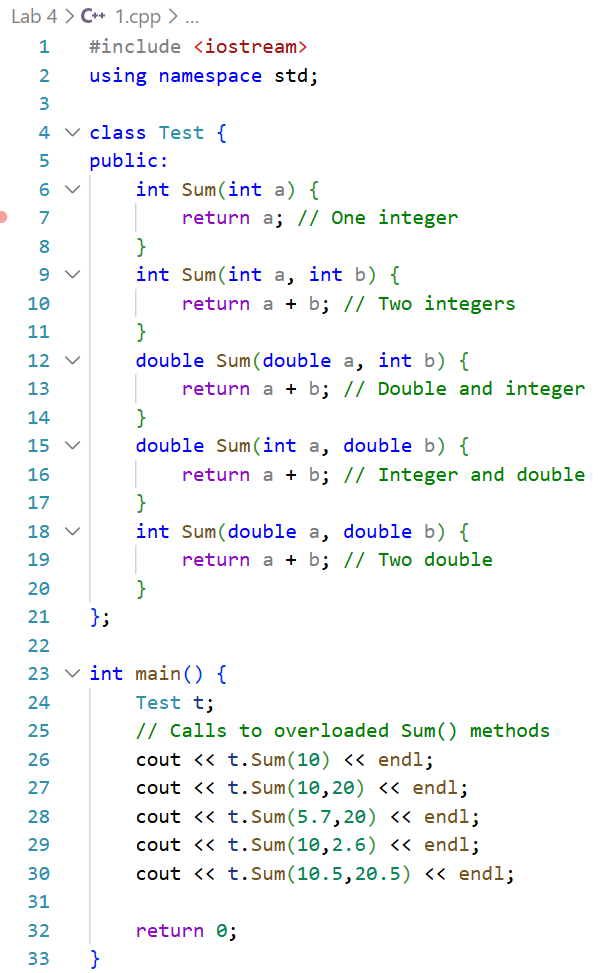 Lab 4 > C++ 1.cpp > ...
1 #include <iostream>
2 using namespace std;
3
4 class Test {
5 public:
6     int Sum(int a) {
7         return a; // One integer
8     }
9     int Sum(int a, int b) {
10         return a + b; // Two integers
11     }
12     double Sum(double a, int b) {
13         return a + b; // Double and integer
14     }
15     double Sum(int a, double b) {
16         return a + b; // Integer and double
17     }
18     int Sum(double a, double b) {
19         return a + b; // Two double
20     }
21 };
22
23 int main() {
24     Test t;
25     // Calls to overloaded Sum() methods
26     cout << t.Sum(10) << endl;
27     cout << t.Sum(10,20) << endl;
28     cout << t.Sum(5.7,20) << endl;
29     cout << t.Sum(10,2.6) << endl;
30     cout << t.Sum(10.5,20.5) << endl;
31
32     return 0;
33 }